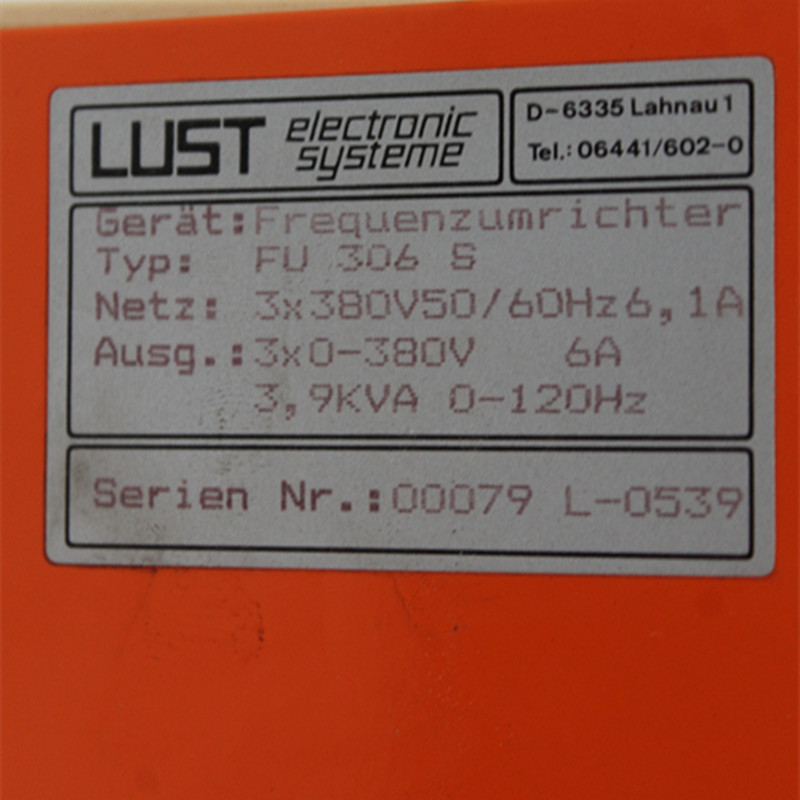 LUST electronic systeme
D-6335 Lahnau 1
Tel.: 06441/602-0
Gerät: Frequenzumrichter
Typ: FU 306 S
Netz: 3x380V50/60Hz6,1A
Ausg.: 3x0-380V 6A
3,9KVA 0-120Hz
Serien Nr.: 00079 L-0539